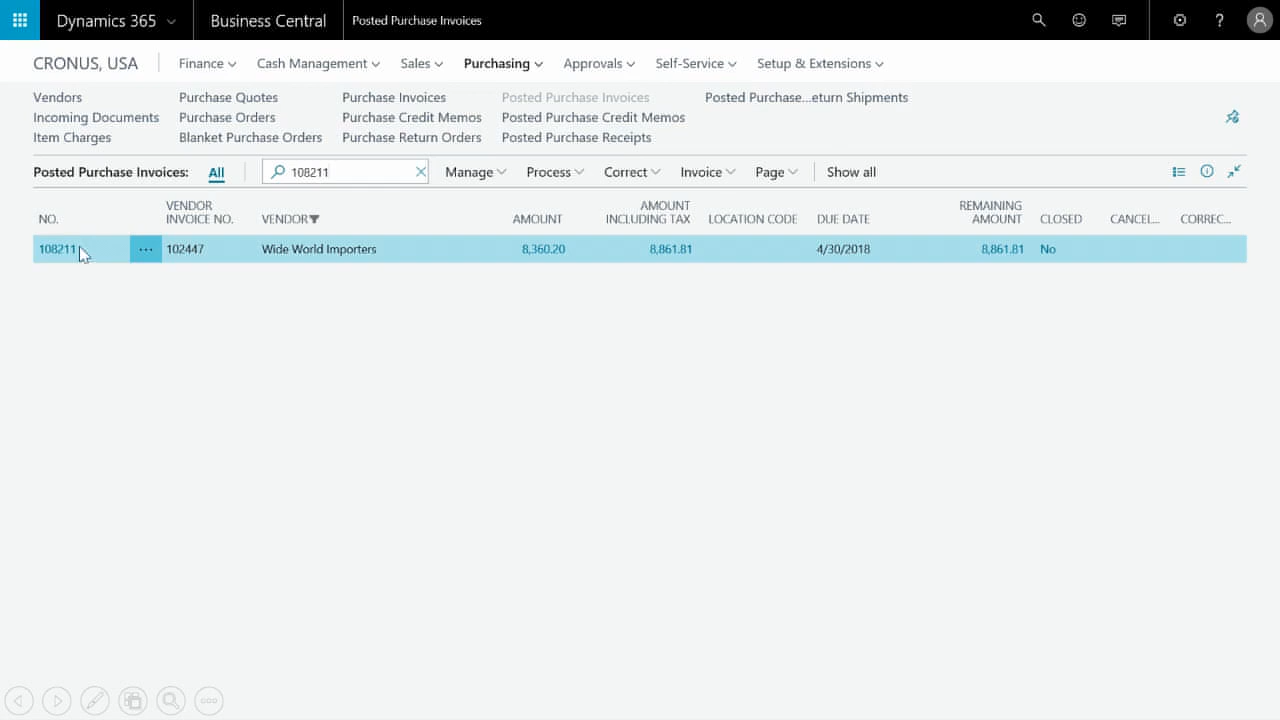 Dynamics 365 Business Central Posted Purchase Invoices ?
CRONUS, USA Finance Cash Management Sales Purchasing Approvals Self-Service Setup & Extensions
Vendors Purchase Quotes Purchase Invoices Posted Purchase Invoices Posted Purchase...eturn Shipments
Incoming Documents Purchase Orders Purchase Credit Memos Posted Purchase Credit Memos
Item Charges Blanket Purchase Orders Purchase Return Orders Posted Purchase Receipts
Posted Purchase Invoices: All 108211 Manage Process Correct Invoice Page Show all
VENDOR AMOUNT REMAINING
NO. INVOICE NO. VENDOR AMOUNT INCLUDING TAX LOCATION CODE DUE DATE AMOUNT CLOSED CANCEL... CORREC...
108211 ... 102447 Wide World Importers 8,360.20 8,861.81 4/30/2018 8,861.81 No